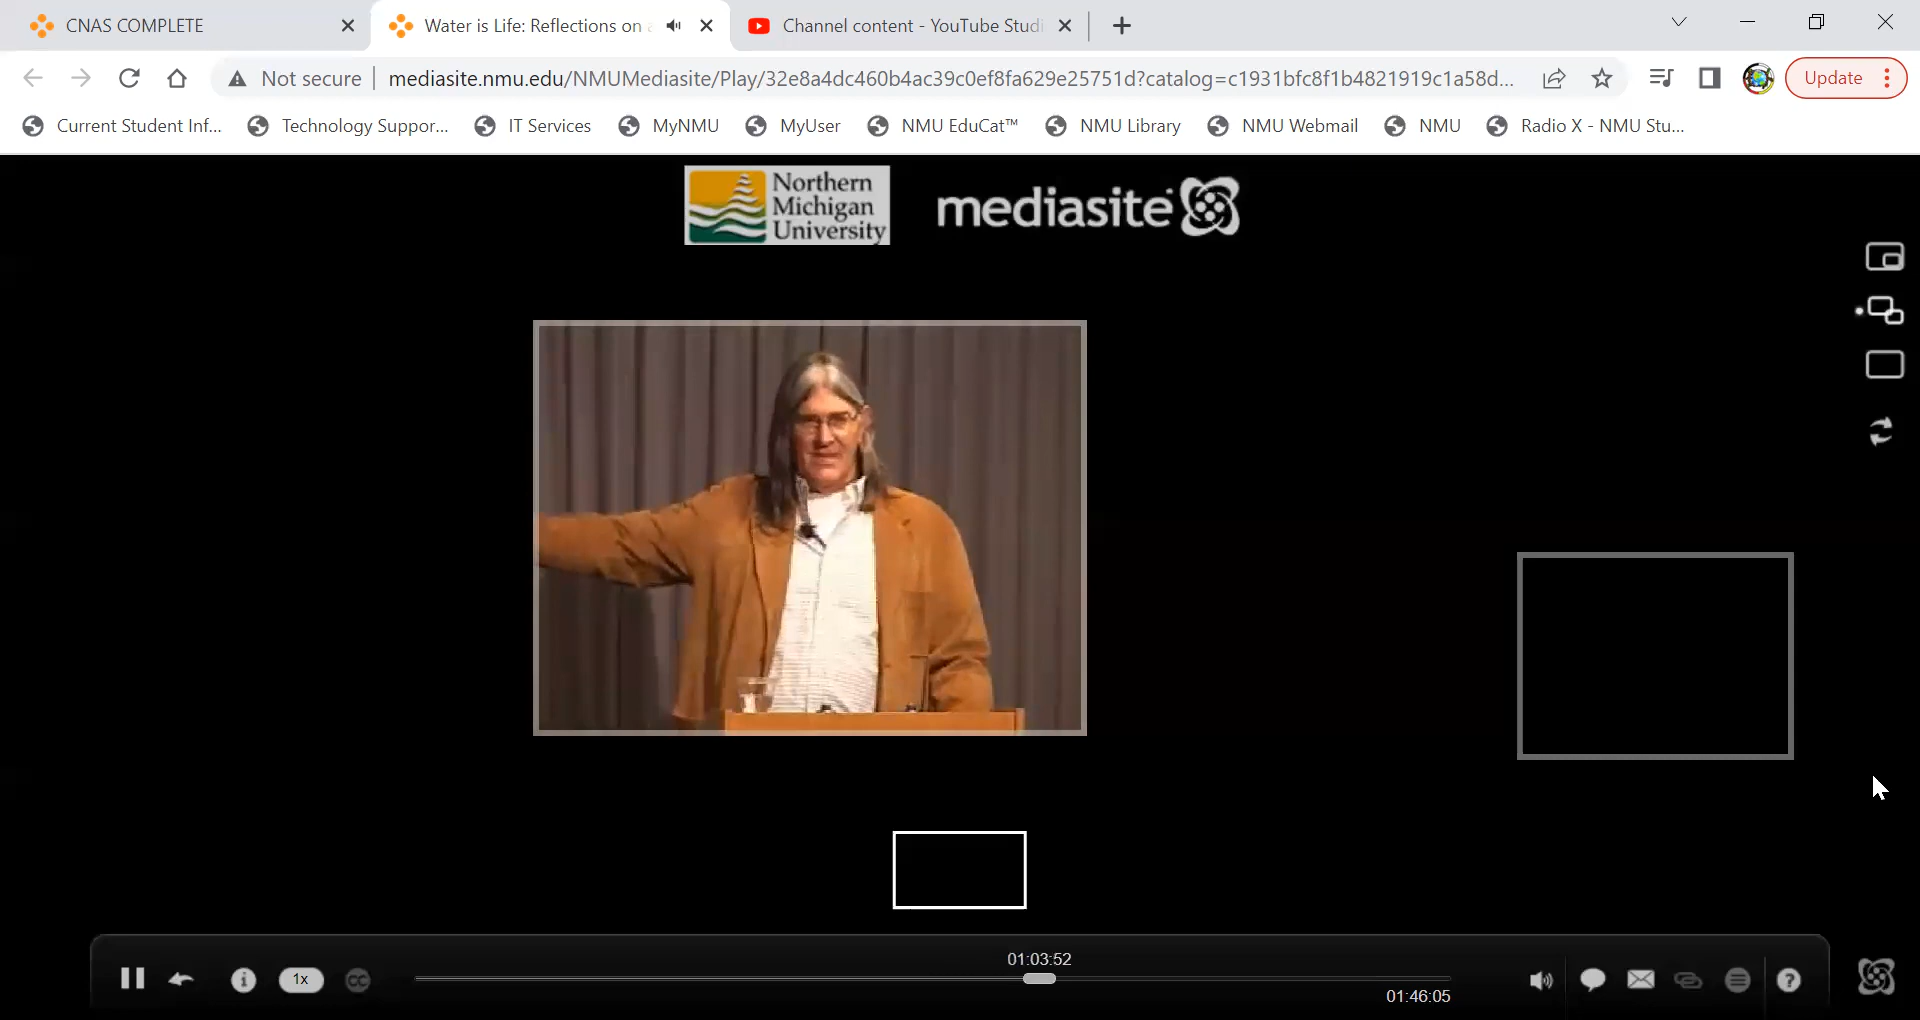 CNAS COMPLETE
Water is Life: Reflections on a
Channel content - YouTube Studi
Not secure
mediasite.nmu.edu/NMUMediasite/Play/32e8a4dc460b4ac39c0ef8fa629e25751d?catalog=c1931bfc8f1b4821919c1a58d...
Update
Current Student Inf...
Technology Suppor...
IT Services
MyNMU
MyUser
NMU EduCat™
NMU Library
NMU Webmail
NMU
Radio X - NMU Stu...
Northern
Michigan
University
mediasite
01:03:52
1x
CC
01:46:05